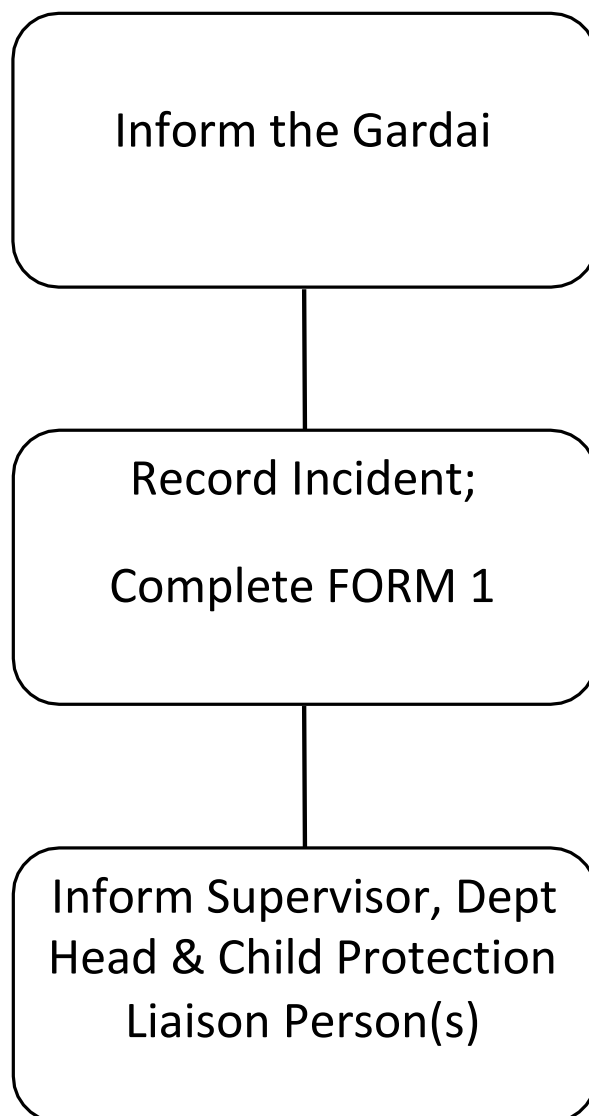 Inform the Gardai
Record Incident;
Complete FORM 1
Inform Supervisor, Dept
Head & Child Protection
Liaison Person(s)